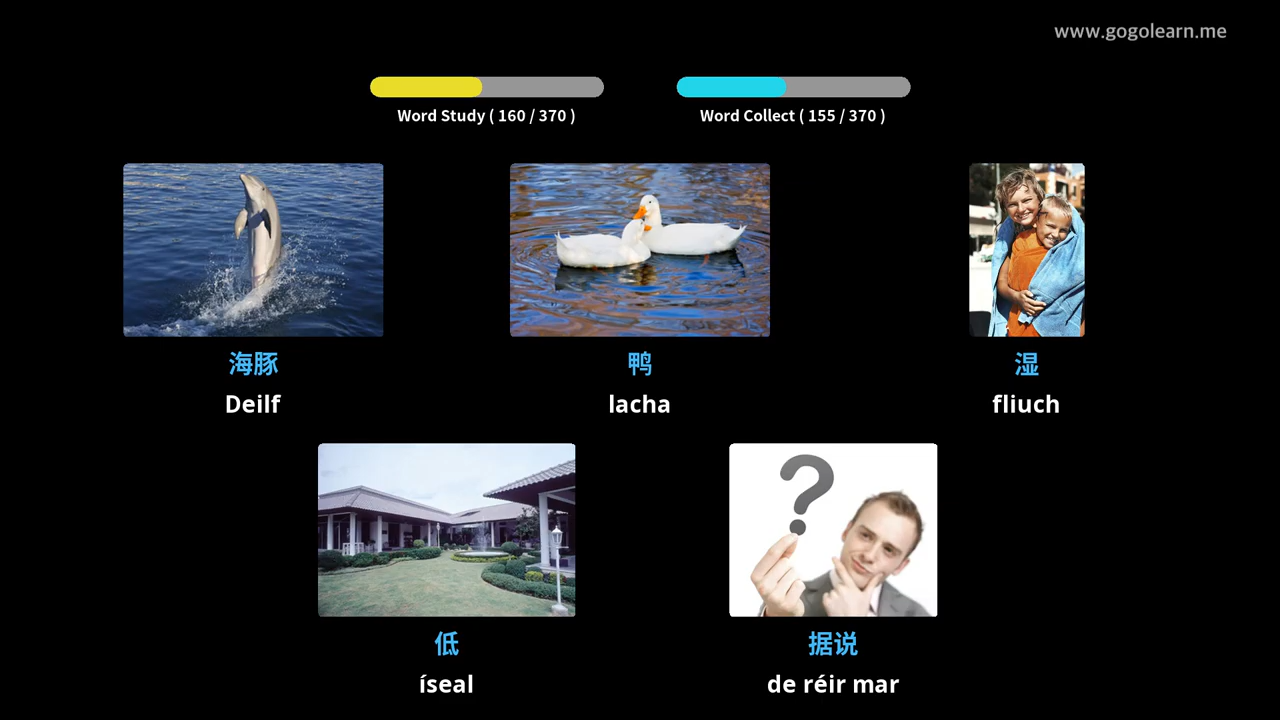 www.gogolearn.me
Word Study ( 160 / 370 )
Word Collect ( 155 / 370 )
海豚
Deilf
鸭
lacha
湿
fliuch
低
íseal
据说
de réir mar